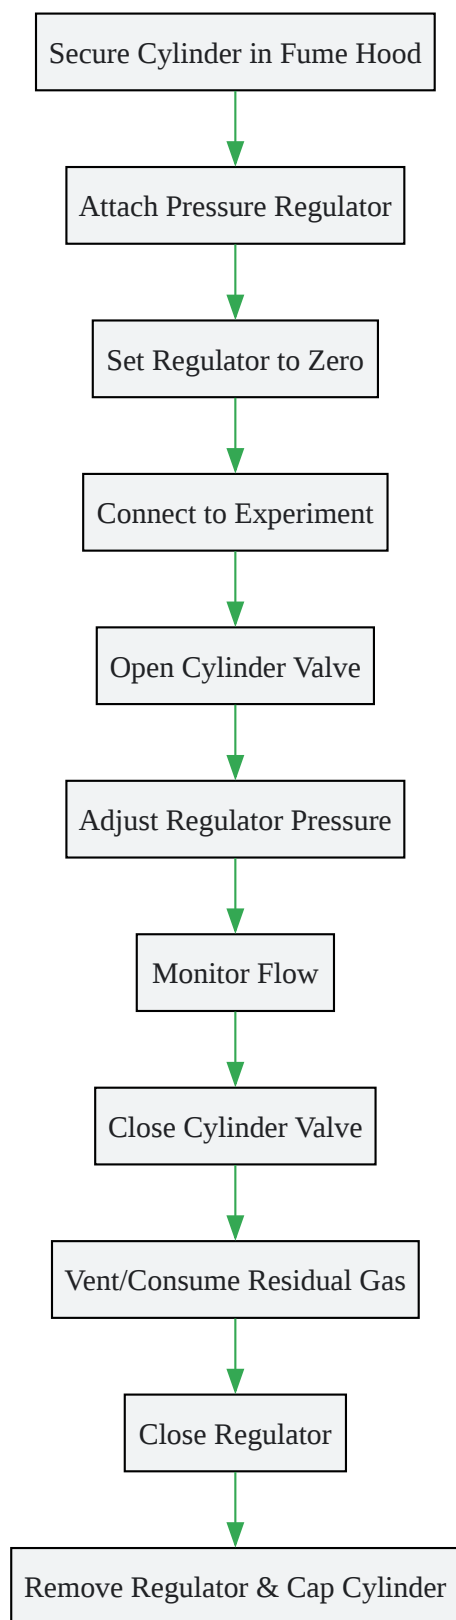 Secure Cylinder in Fume Hood
Attach Pressure Regulator
Set Regulator to Zero
Connect to Experiment
Open Cylinder Valve
Adjust Regulator Pressure
Monitor Flow
Close Cylinder Valve
Vent/Consume Residual Gas
Close Regulator
Remove Regulator & Cap Cylinder